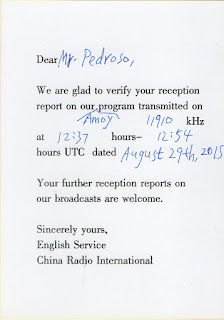 Dear Mr. Pedroso,
We are glad to verify your reception
report on our program transmitted on
Amoy 11910 kHz
at 12:37 hours– 12:54
hours UTC dated August 29th, 2015
Your further reception reports on
our broadcasts are welcome.
Sincerely yours,
English Service
China Radio International